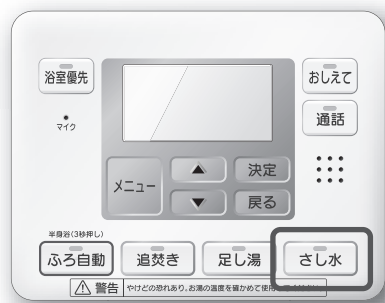 浴室優先
おしえて
マイク
通話
メニュー
▲
決定
▼
戻る
半身浴(3秒押し)
ふろ自動
追焚き
足し湯
さし水
警告 やけどの恐れあり。お湯の温度を確かめて使用